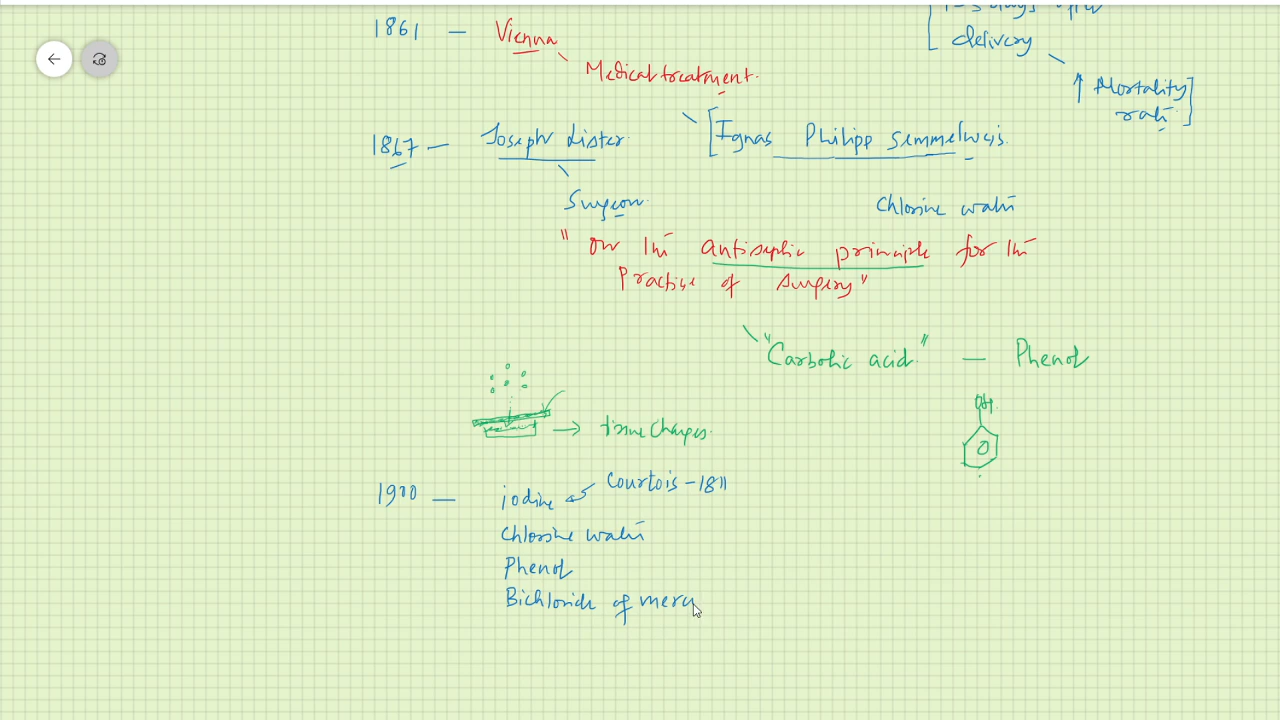 delivery
1861 — Vienna
Medical treatment.
↑ Mortality
rate
1867 — Joseph Lister
[Ignas Philipp Semmelweis.
Surgeon.
Chlorine water
"On the Antiseptic principle for the
Practise of surgery"
"Carbolic acid" — Phenol
OH
→ tissue changes.
1900 — iodine Courtois - 1811
Chlorine water
Phenol
Bichloride of mercu